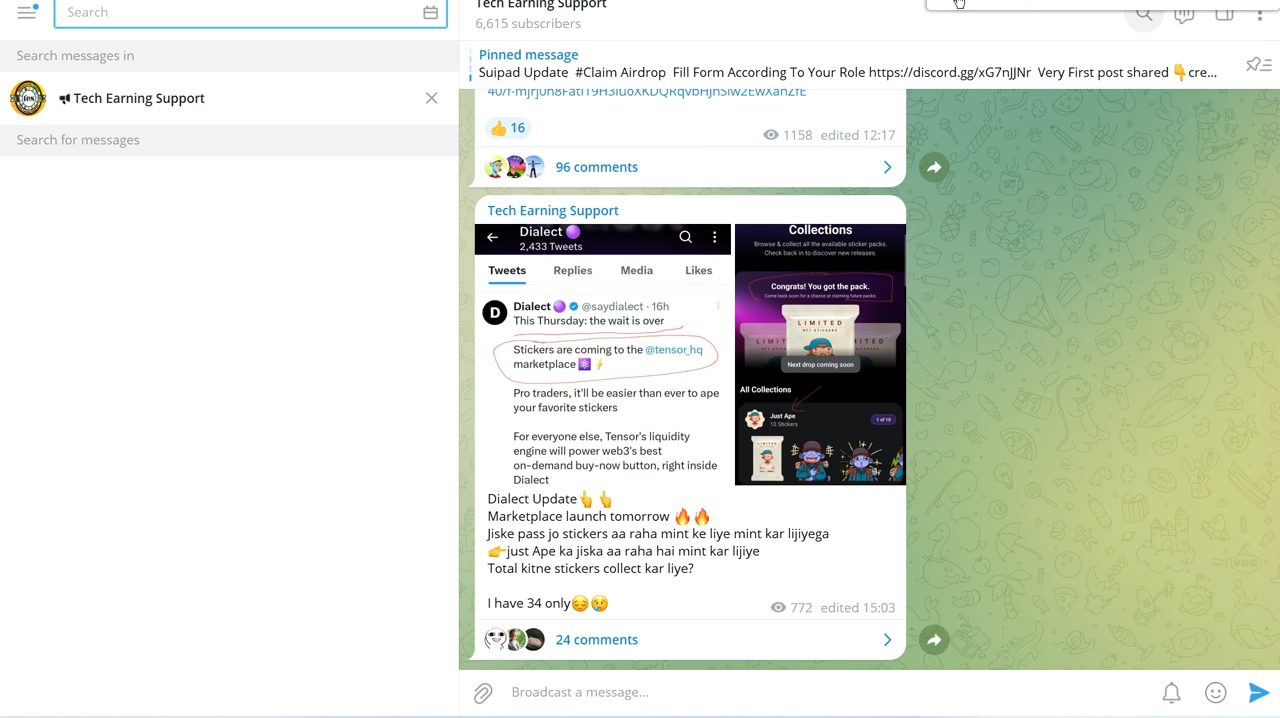 Search
Search messages in
Tech Earning Support
Search for messages
Tech Earning Support
6,615 subscribers
Pinned message
Suipad Update #Claim Airdrop Fill Form According To Your Role https://discord.gg/xG7nJJNr Very First post shared 👇cre...
👍 16
1158 edited 12:17
96 comments
Tech Earning Support
Dialect
2,433 Tweets
Tweets Replies Media Likes
D
Dialect @saydialect · 16h
This Thursday: the wait is over
Stickers are coming to the @tensor_hq
marketplace ⚛️⚡
Pro traders, it'll be easier than ever to ape
your favorite stickers
For everyone else, Tensor's liquidity
engine will power web3's best
on-demand buy-now button, right inside
Dialect
Collections
Browse & collect all the available sticker packs.
Check back in to discover new releases.
Congrats! You got the pack.
Come back soon for a chance at claiming future packs.
LIMITED
NFT STICKERS
Next drop coming soon
All Collections
Just Ape
10 Stickers
1 of 10
Dialect Update👆👆
Marketplace launch tomorrow 🔥🔥
Jiske pass jo stickers aa raha mint ke liye mint kar lijiyega
👉just Ape ka jiska aa raha hai mint kar lijiye
Total kitne stickers collect kar liye?
I have 34 only😔😢
772 edited 15:03
24 comments
Broadcast a message...